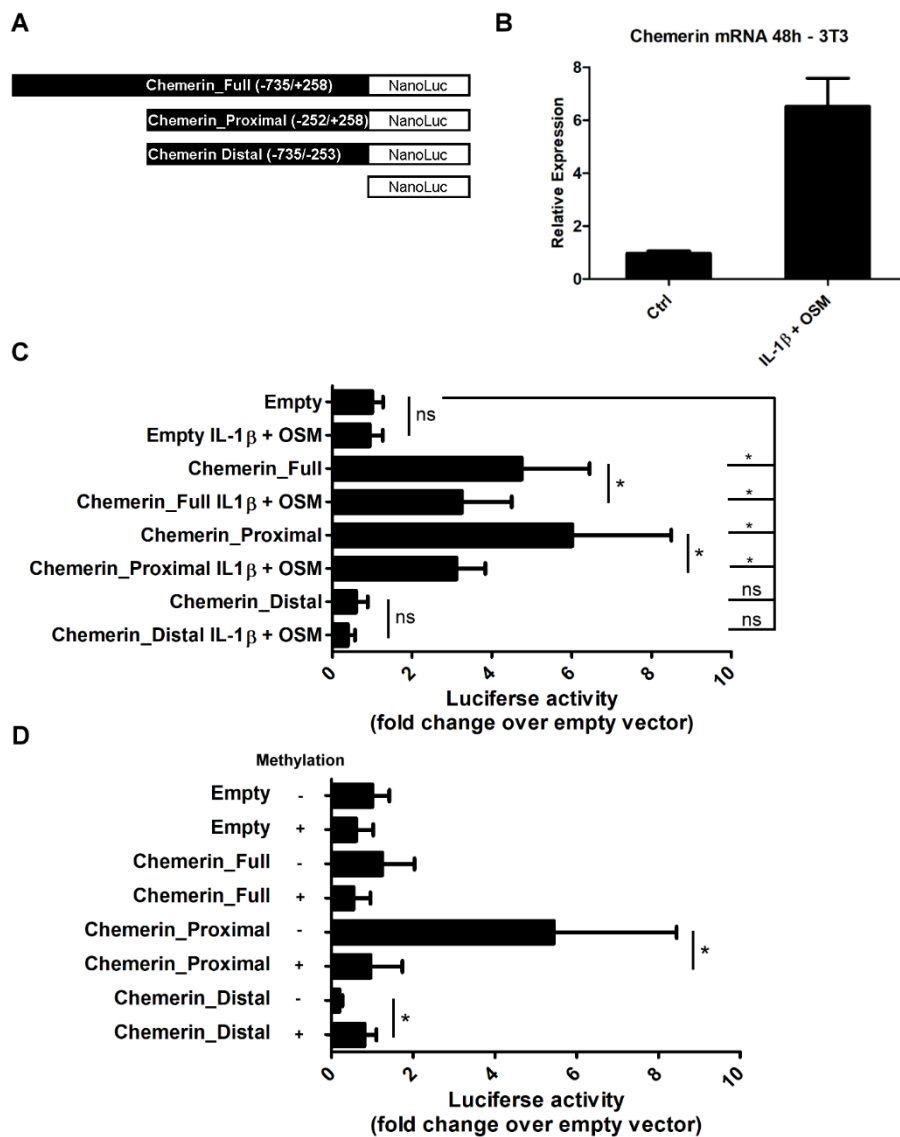 A
Chemerin_Full (-735/+258) NanoLuc
Chemerin_Proximal (-252/+258) NanoLuc
Chemerin Distal (-735/-253) NanoLuc
NanoLuc
B
Chemerin mRNA 48h - 3T3
Relative Expression
8
6
4
2
0
Ctrl
IL-1β + OSM
C
Empty
Empty IL-1β + OSM
Chemerin_Full
Chemerin_Full IL1β + OSM
Chemerin_Proximal
Chemerin_Proximal IL1β + OSM
Chemerin_Distal
Chemerin_Distal IL-1β + OSM
ns
*
*
ns
*
*
*
*
ns
ns
0 2 4 6 8 10
Luciferse activity
(fold change over empty vector)
D
Methylation
Empty -
Empty +
Chemerin_Full -
Chemerin_Full +
Chemerin_Proximal -
Chemerin_Proximal +
Chemerin_Distal -
Chemerin_Distal +
*
*
0 2 4 6 8 10
Luciferse activity
(fold change over empty vector)